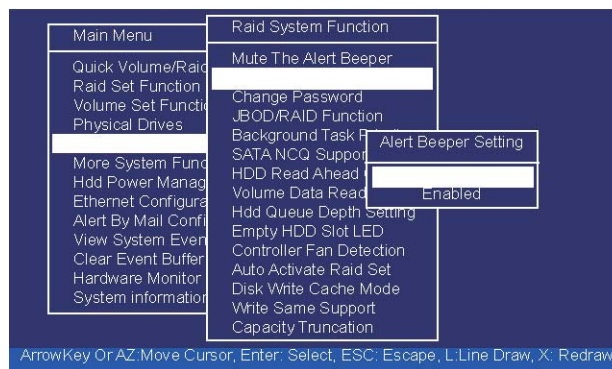 Main Menu
Quick Volume/Raid
Raid Set Function
Volume Set Functi
Physical Drives
More System Func
Hdd Power Manag
Ethernet Configura
Alert By Mail Confi
View System Even
Clear Event Buffer
Hardware Monitor
System information
Raid System Function
Mute The Alert Beeper
Change Password
JBOD/RAID Function
Background Task
SATA NCQ Suppor
HDD Read Ahead
Volume Data Read
Hdd Queue Depth Setting
Empty HDD Slot LED
Controller Fan Detection
Auto Activate Raid Set
Disk Write Cache Mode
Write Same Support
Capacity Truncation
Alert Beeper Setting
Enabled
ArrowKey Or AZ:Move Cursor, Enter: Select, ESC: Escape, L:Line Draw, X: Redraw